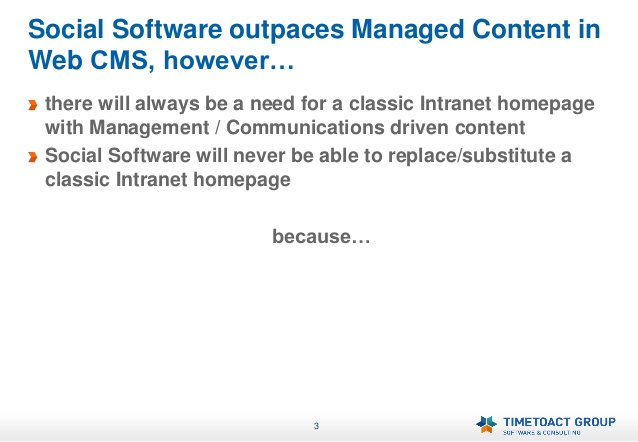 Social Software outpaces Managed Content in
Web CMS, however…
there will always be a need for a classic Intranet homepage
with Management / Communications driven content
Social Software will never be able to replace/substitute a
classic Intranet homepage
because…
3
TIMETOACT GROUP
SOFTWARE & CONSULTING